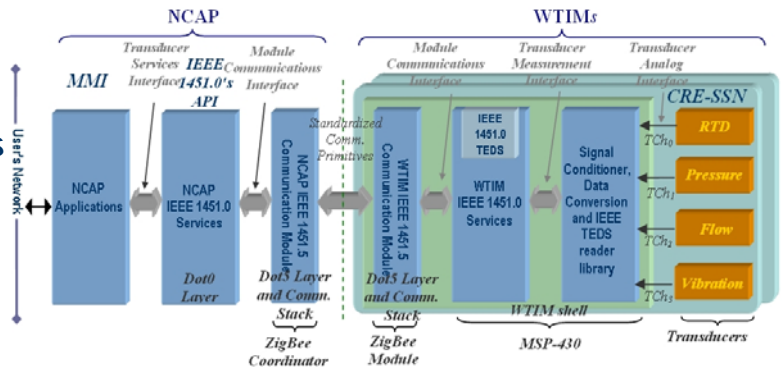 NCAP
WTIMs
Transducer
Services
Interface
IEEE
1451.0's
API
Module
Communications
Interface
Module
Communications
Interface
Transducer
Measurement
Interface
Transducer
Analog
Interface
MMI
CRE-SSN
User's Network
NCAP
Applications
NCAP
IEEE 1451.0
Services
NCAP IEEE 1451.5
Communication Module
Standardized
Comm.
Primitives
WTIM IEEE 1451.5
Communication Module
IEEE
1451.0
TEDS
WTIM
IEEE 1451.0
Services
Signal
Conditioner,
Data
Conversion
and IEEE
TEDS
reader
library
TCh0
TCh1
TCh2
TCh3
RTD
Pressure
Flow
Vibration
Dot0
Layer
Dot5 Layer
and Comm.
Stack
Dot5 Layer
and Comm.
Stack
WTIM shell
Transducers
ZigBee
Coordinator
ZigBee
Module
MSP-430